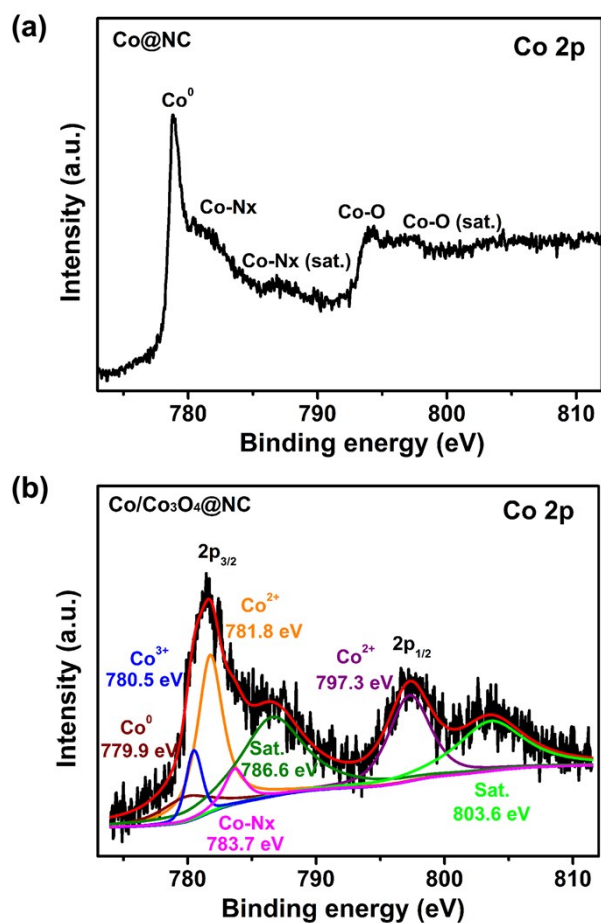 (a)
Co@NC
Co 2p
Co⁰
Co-Nx
Co-Nx (sat.)
Co-O
Co-O (sat.)
Intensity (a.u.)
780 790 800 810
Binding energy (eV)
(b)
Co/Co₃O₄@NC
Co 2p
2p₃/₂
Co²⁺
781.8 eV
Co³⁺
780.5 eV
Co⁰
779.9 eV
Sat.
786.6 eV
Co-Nx
783.7 eV
Co²⁺
797.3 eV
2p₁/₂
Sat.
803.6 eV
Intensity (a.u.)
780 790 800 810
Binding energy (eV)